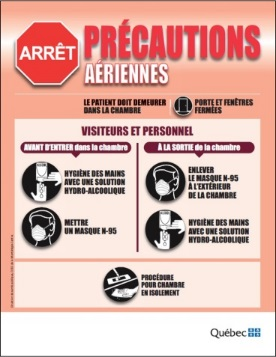 ARRÊT
PRÉCAUTIONS
AÉRIENNES
LE PATIENT DOIT DEMEURER
DANS LA CHAMBRE
PORTE ET FENÊTRES
FERMÉES
VISITEURS ET PERSONNEL
AVANT D'ENTRER dans la chambre
HYGIÈNE DES MAINS
AVEC UNE SOLUTION
HYDRO-ALCOOLIQUE
METTRE
UN MASQUE N-95
À LA SORTIE de la chambre
ENLEVER
LE MASQUE N-95
À L'EXTÉRIEUR
DE LA CHAMBRE
HYGIÈNE DES MAINS
AVEC UNE SOLUTION
HYDRO-ALCOOLIQUE
PROCÉDURE
POUR CHAMBRE
EN ISOLEMENT
Québec